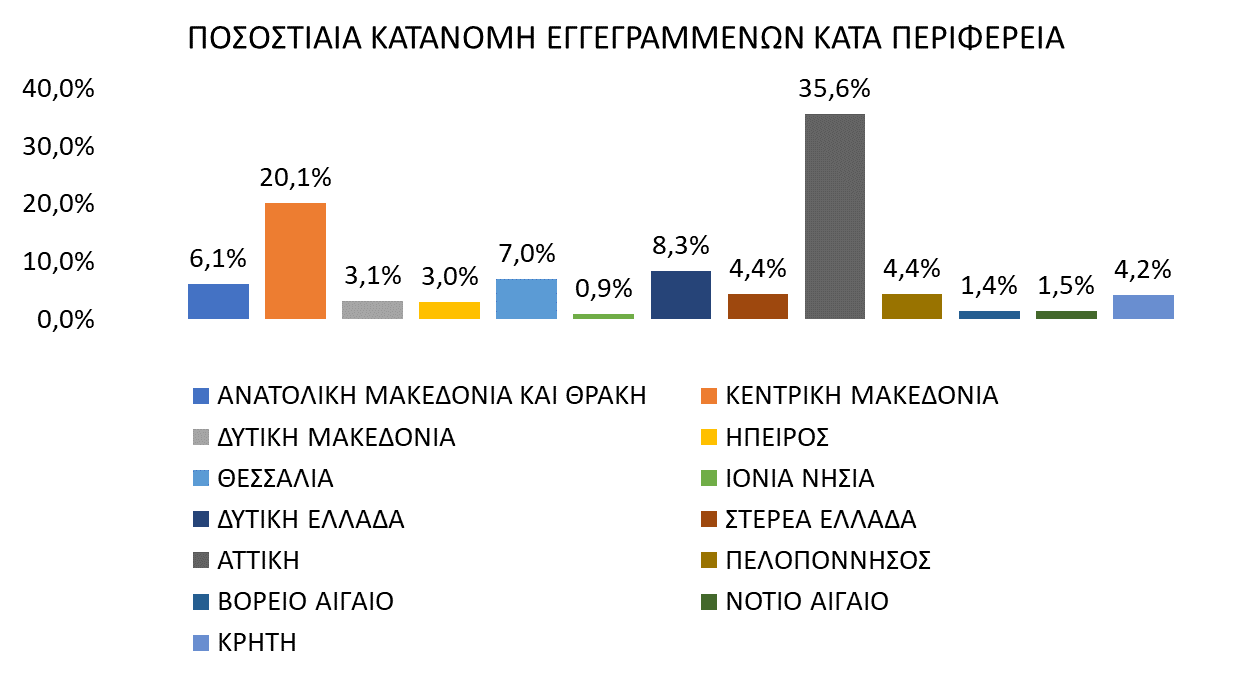 ΠΟΣΟΣΤΙΑΙΑ ΚΑΤΑΝΟΜΗ ΕΓΓΕΓΡΑΜΜΕΝΩΝ ΚΑΤΑ ΠΕΡΙΦΕΡΕΙΑ
40,0%
30,0%
20,0%
10,0%
0,0%
6,1%
20,1%
3,1%
3,0%
7,0%
0,9%
8,3%
4,4%
35,6%
4,4%
1,4%
1,5%
4,2%
ΑΝΑΤΟΛΙΚΗ ΜΑΚΕΔΟΝΙΑ ΚΑΙ ΘΡΑΚΗ
ΚΕΝΤΡΙΚΗ ΜΑΚΕΔΟΝΙΑ
ΔΥΤΙΚΗ ΜΑΚΕΔΟΝΙΑ
ΗΠΕΙΡΟΣ
ΘΕΣΣΑΛΙΑ
ΙΟΝΙΑ ΝΗΣΙΑ
ΔΥΤΙΚΗ ΕΛΛΑΔΑ
ΣΤΕΡΕΑ ΕΛΛΑΔΑ
ΑΤΤΙΚΗ
ΠΕΛΟΠΟΝΝΗΣΟΣ
ΒΟΡΕΙΟ ΑΙΓΑΙΟ
ΝΟΤΙΟ ΑΙΓΑΙΟ
ΚΡΗΤΗ